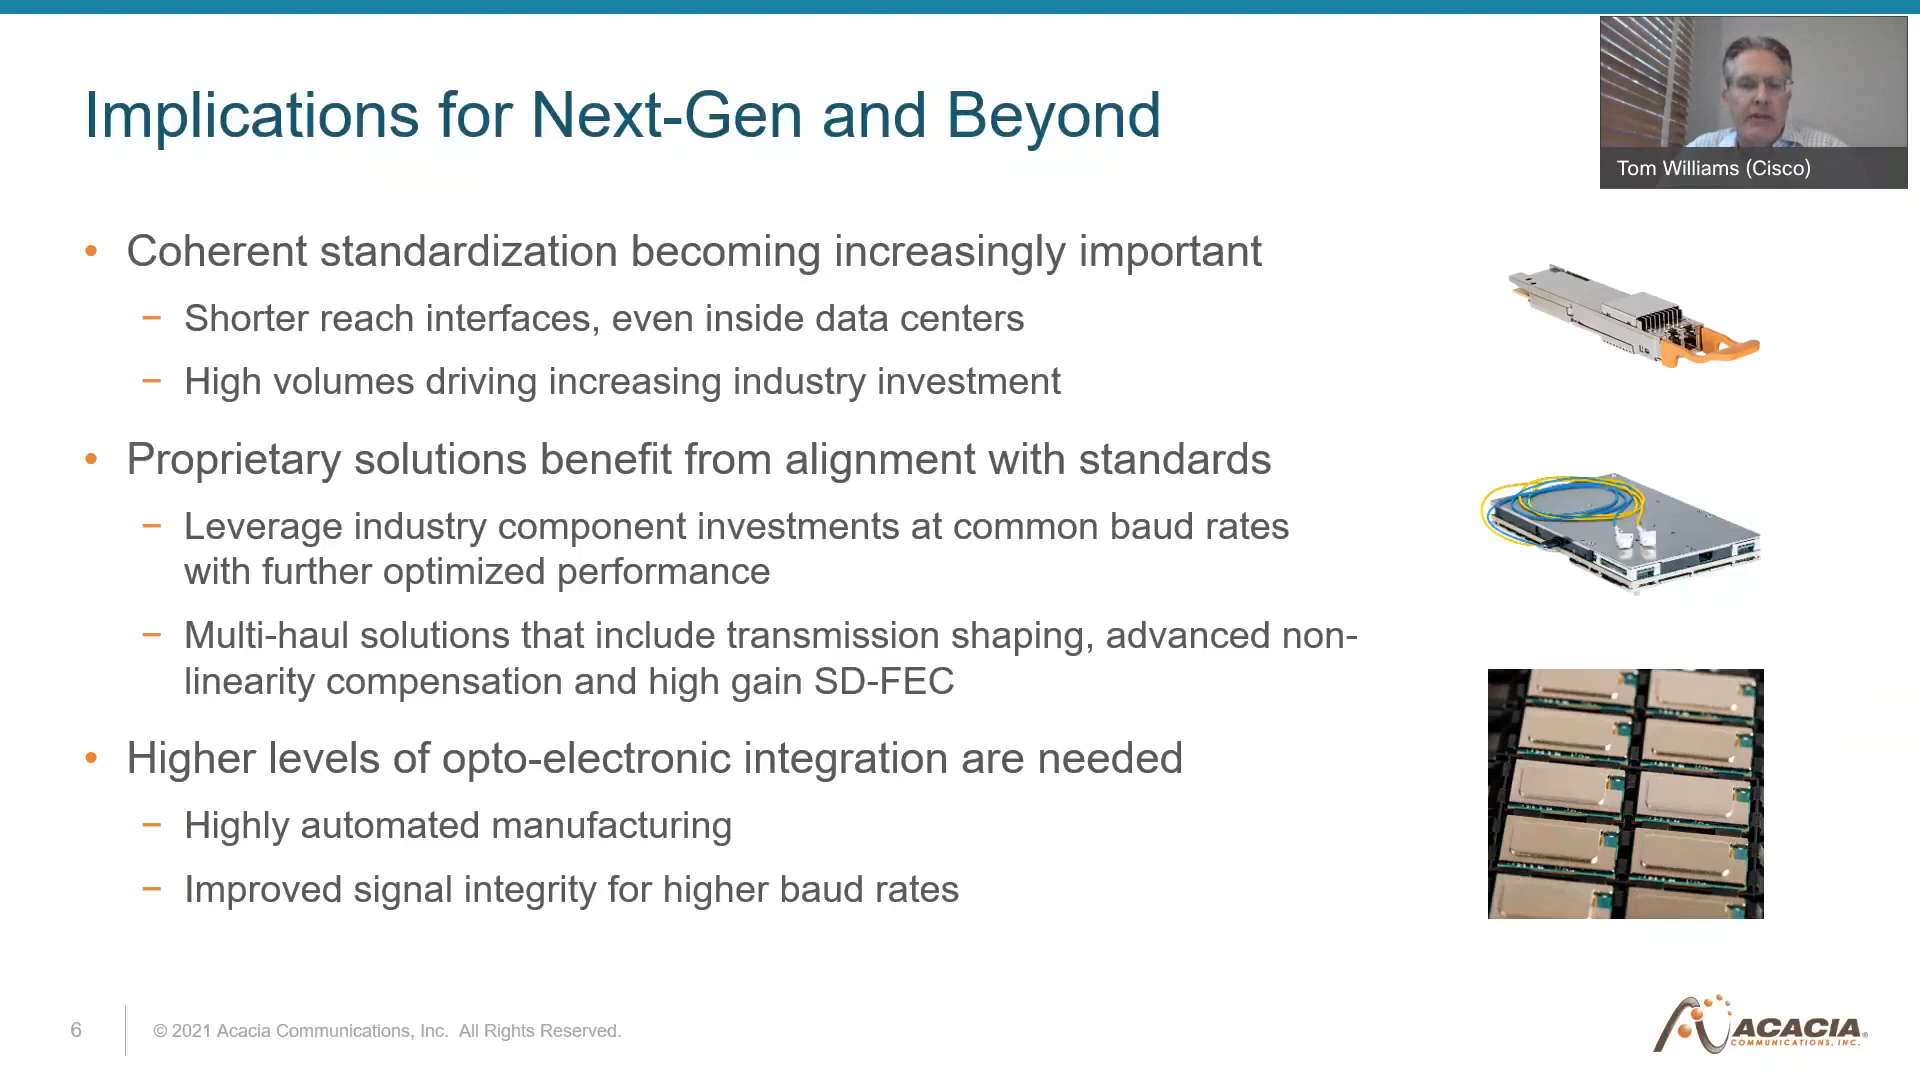 Implications for Next-Gen and Beyond
Tom Williams (Cisco)
• Coherent standardization becoming increasingly important
− Shorter reach interfaces, even inside data centers
− High volumes driving increasing industry investment
• Proprietary solutions benefit from alignment with standards
− Leverage industry component investments at common baud rates
with further optimized performance
− Multi-haul solutions that include transmission shaping, advanced non-
linearity compensation and high gain SD-FEC
• Higher levels of opto-electronic integration are needed
− Highly automated manufacturing
− Improved signal integrity for higher baud rates
6
© 2021 Acacia Communications, Inc. All Rights Reserved.
ACACIA®
COMMUNICATIONS, INC.